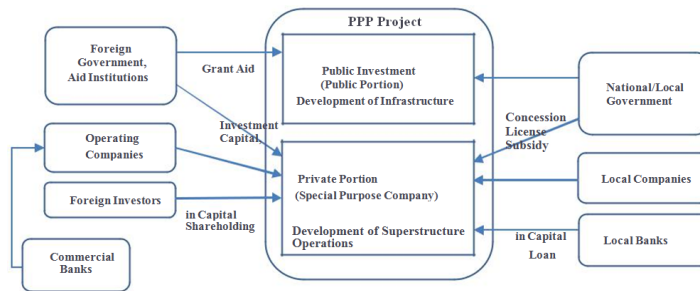 PPP Project
Foreign
Government,
Aid Institutions
Grant Aid
Public Investment
(Public Portion)
Development of Infrastructure
National/Local
Government
Investment
Capital,
Concession
License
Subsidy
Operating
Companies
Private Portion
(Special Purpose Company)
Local Companies
Foreign Investors
in Capital
Shareholding
Development of Superstructure
Operations
in Capital
Loan
Local Banks
Commercial
Banks